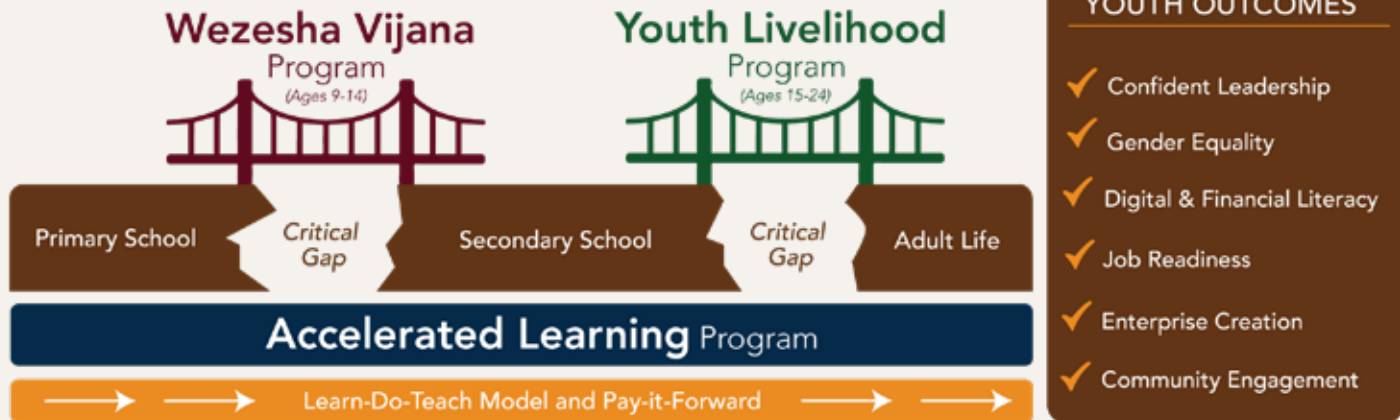 Wezesha Vijana
Program
(Ages 9-14)
Youth Livelihood
Program
(Ages 15-24)
Primary School
Critical
Gap
Secondary School
Critical
Gap
Adult Life
Accelerated Learning Program
Learn-Do-Teach Model and Pay-it-Forward
YOUTH OUTCOMES
Confident Leadership
Gender Equality
Digital & Financial Literacy
Job Readiness
Enterprise Creation
Community Engagement